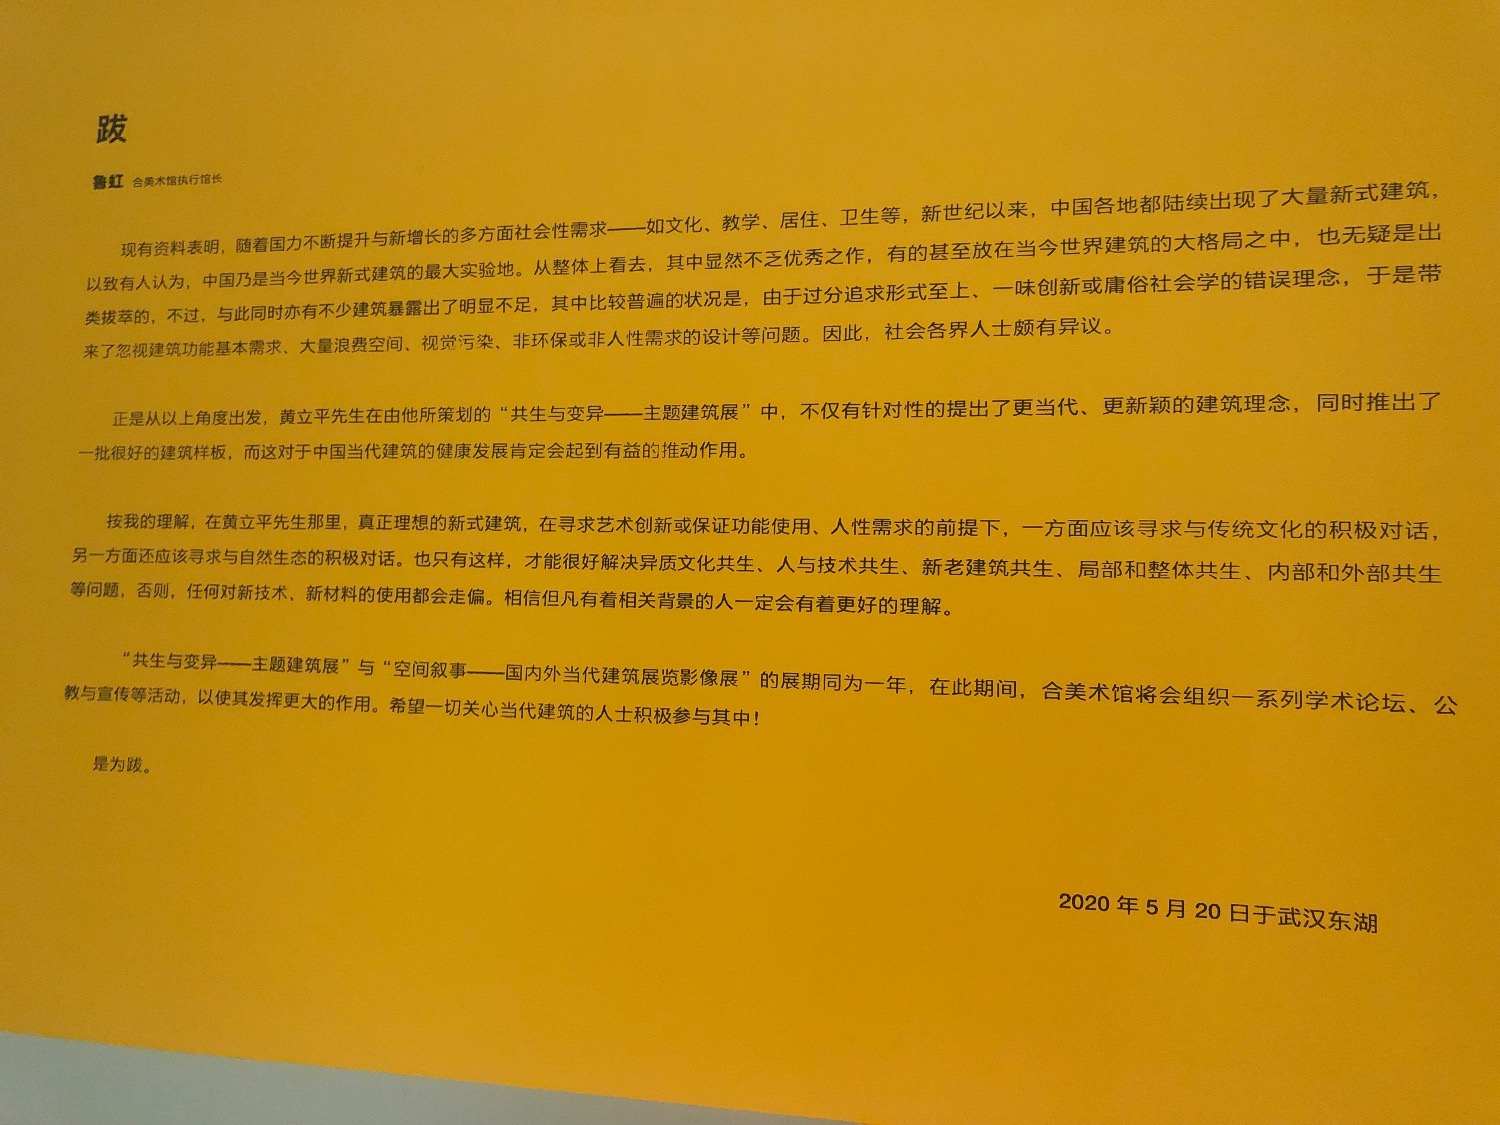 跋
鲁虹 合美术馆执行馆长
现有资料表明，随着国力不断提升与新增长的多方面社会性需求——如文化、教学、居住、卫生等，新世纪以来，中国各地都陆续出现了大量新式建筑，
以致有人认为，中国乃是当今世界新式建筑的最大实验地。从整体上看去，其中显然不乏优秀之作，有的甚至放在当今世界建筑的大格局之中，也无疑是出
类拔萃的，不过，与此同时亦有不少建筑暴露出了明显不足，其中比较普遍的状况是，由于过分追求形式至上、一味创新或庸俗社会学的错误理念，于是带
来了忽视建筑功能基本需求、大量浪费空间、视觉污染、非环保或非人性需求的设计等问题。因此，社会各界人士颇有异议。
正是从以上角度出发，黄立平先生在由他所策划的“共生与变异——主题建筑展”中，不仅有针对性的提出了更当代、更新颖的建筑理念，同时推出了
一批很好的建筑样板，而这对于中国当代建筑的健康发展肯定会起到有益的推动作用。
按我的理解，在黄立平先生那里，真正理想的新式建筑，在寻求艺术创新或保证功能使用、人性需求的前提下，一方面应该寻求与传统文化的积极对话，
另一方面还应该寻求与自然生态的积极对话。也只有这样，才能很好解决异质文化共生、人与技术共生、新老建筑共生、局部和整体共生、内部和外部共生
等问题，否则，任何对新技术、新材料的使用都会走偏。相信但凡有着相关背景的人一定会有着更好的理解。
“共生与变异——主题建筑展”与“空间叙事——国内外当代建筑展览影像展”的展期同为一年，在此期间，合美术馆将会组织一系列学术论坛、公
教与宣传等活动，以使其发挥更大的作用。希望一切关心当代建筑的人士积极参与其中！
是为跋。
2020 年 5 月 20 日于武汉东湖